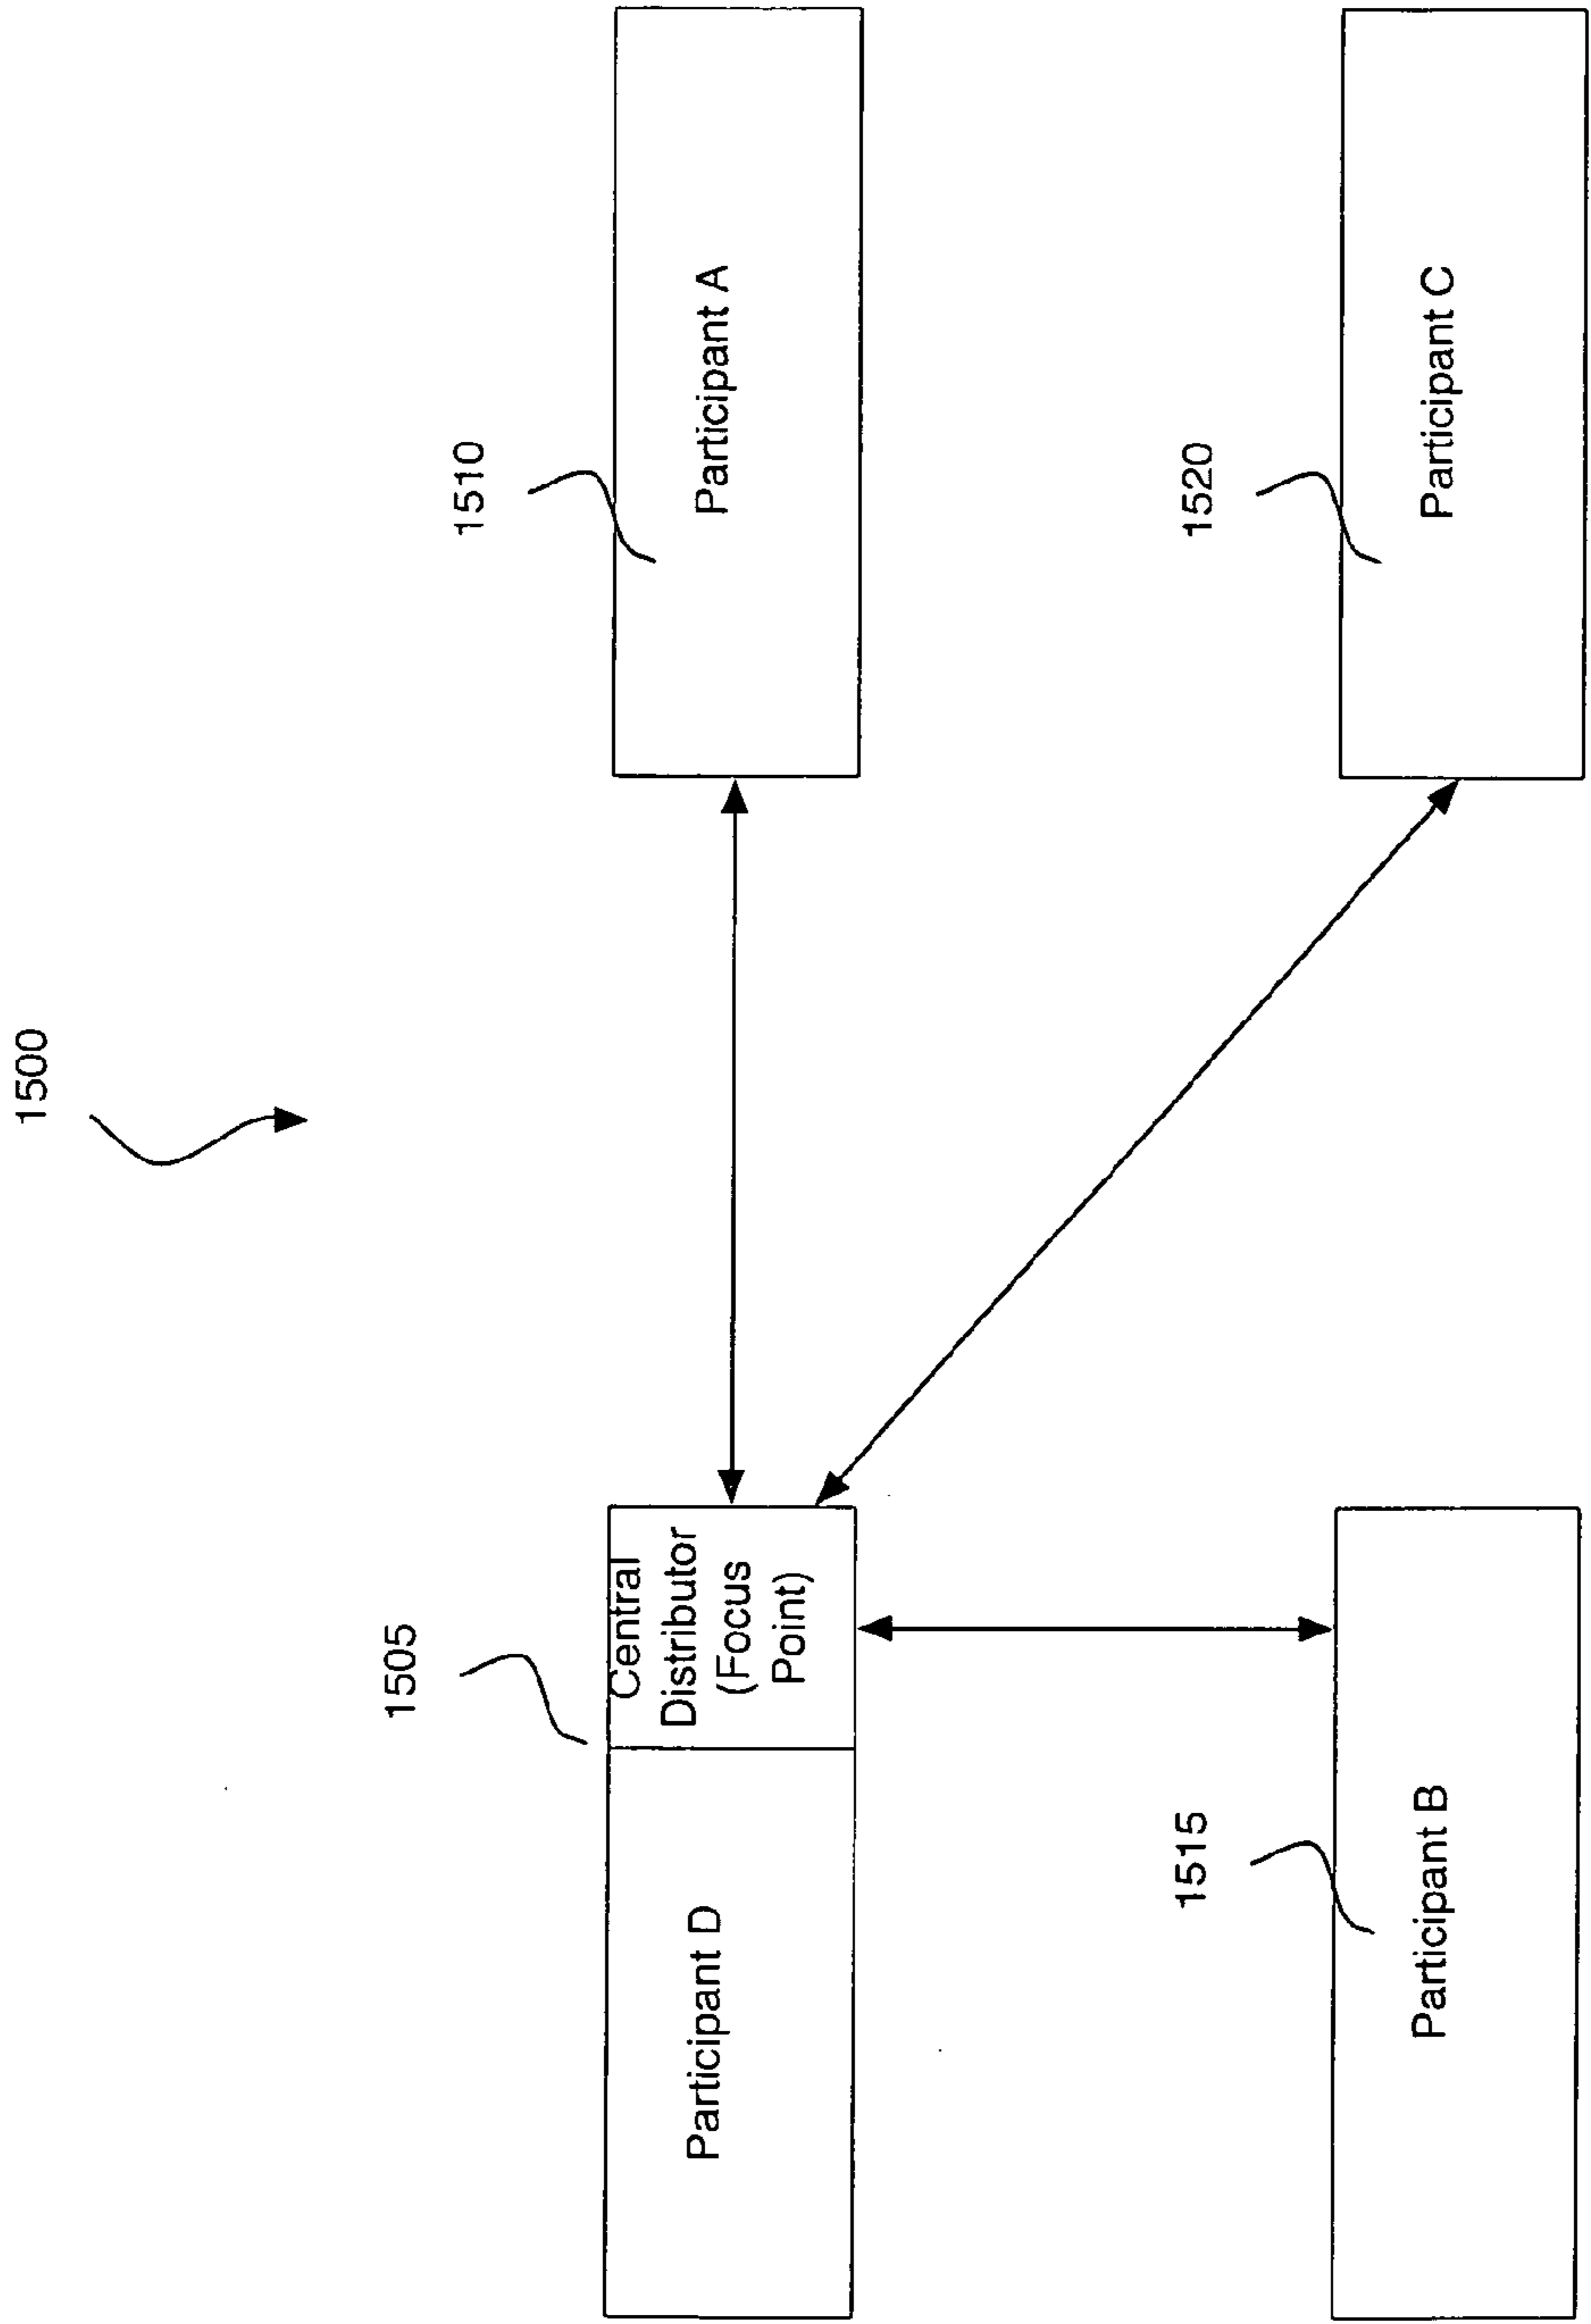 1500
1505
1510
Participant D
Central
Distributor
(Focus
Point)
Participant A
1515
1520
Participant B
Participant C